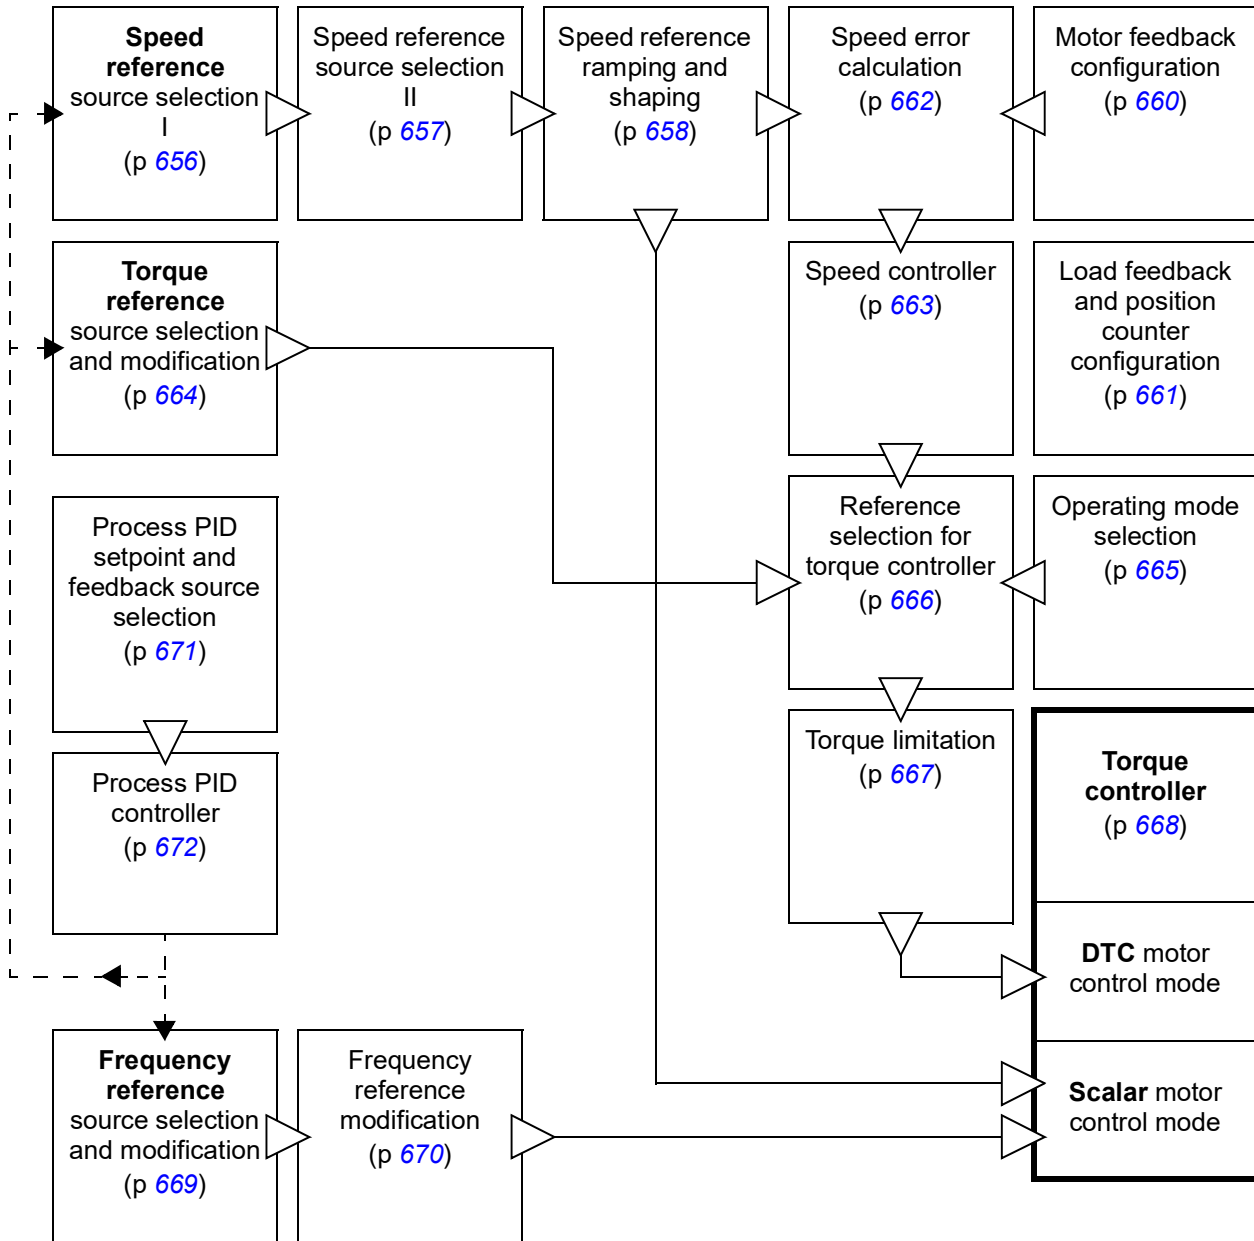 Speed
reference
source selection
I
(p 656)
Speed reference
source selection
II
(p 657)
Speed reference
ramping and
shaping
(p 658)
Speed error
calculation
(p 662)
Motor feedback
configuration
(p 660)
Torque
reference
source selection
and modification
(p 664)
Speed controller
(p 663)
Load feedback
and position
counter
configuration
(p 661)
Process PID
setpoint and
feedback source
selection
(p 671)
Reference
selection for
torque controller
(p 666)
Operating mode
selection
(p 665)
Process PID
controller
(p 672)
Torque limitation
(p 667)
Torque
controller
(p 668)
DTC motor
control mode
Scalar motor
control mode
Frequency
reference
source selection
and modification
(p 669)
Frequency
reference
modification
(p 670)